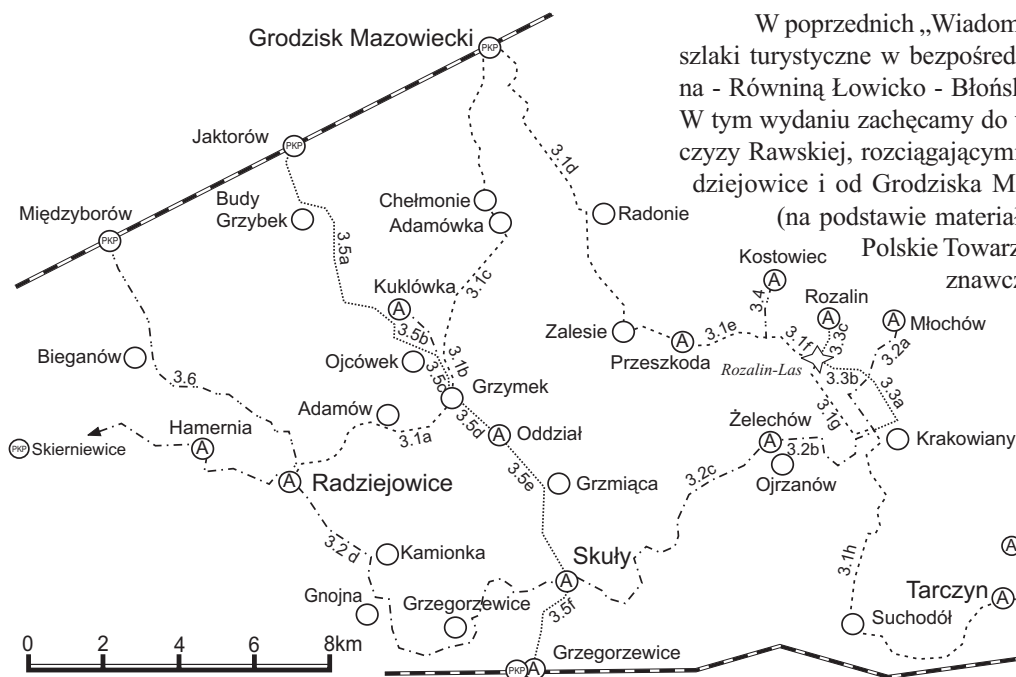 W poprzednich „Wiadom
szlaki turystyczne w bezpośred
na - Równiną Łowicko - Błońsk
W tym wydaniu zachęcamy do
czyzy Rawskiej, rozciągającymi
dziejowice i od Grodziska M
(na podstawie materiał
Polskie Towarz
znawcz
Grodzisk Mazowiecki
PKP
Jaktorów
PKP
Międzyborów
PKP
Budy
Grzybek
Chełmonie
Adamówka
3.1d
Radonie
3.5a
3.1c
Kuklówka
A
Kostowiec
A
Rozalin
A
A
Młochów
3.4
3.3c
3.2a
Zalesie
A
Przeszkoda
3.1e
3.1f
Rozalin-Las
3.3b
3.3a
3.1g
Bieganów
3.6
3.5b
Ojcówek
3.5c
3.1b
Grzymek
Adamów
3.1a
3.5d
A
Oddział
Żelechów
A
3.2b
Ojrzanów
Krakowiany
PKP
Skierniewice
Hamernia
A
A
Radziejowice
3.5e
Grzmiąca
3.2c
3.2 d
Kamionka
Skuły
A
3.1h
A
Tarczyn
A
Gnojna
Grzegorzewice
3.5f
Suchodół
0 2 4 6 8km
PKP
A
Grzegorzewice